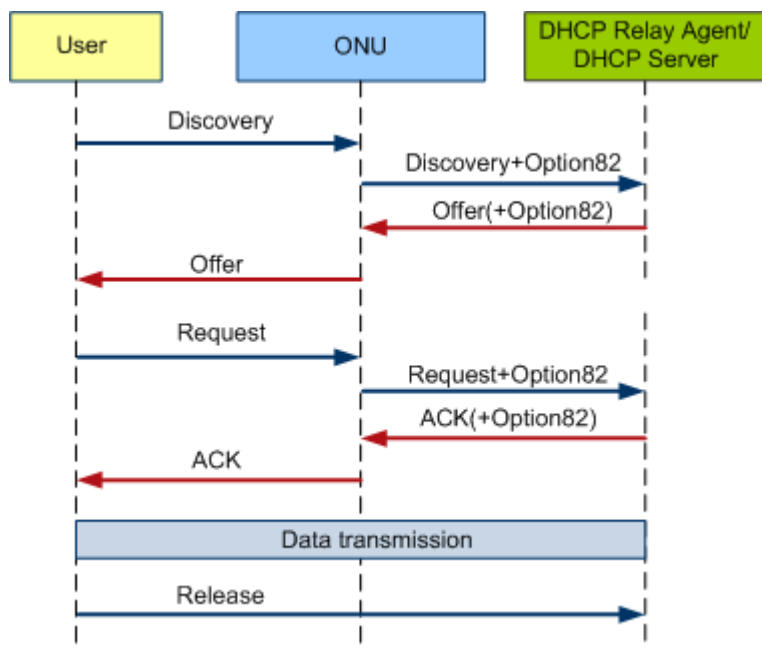 User
ONU
DHCP Relay Agent/
DHCP Server
Discovery
Discovery+Option82
Offer(+Option82)
Offer
Request
Request+Option82
ACK(+Option82)
ACK
Data transmission
Release